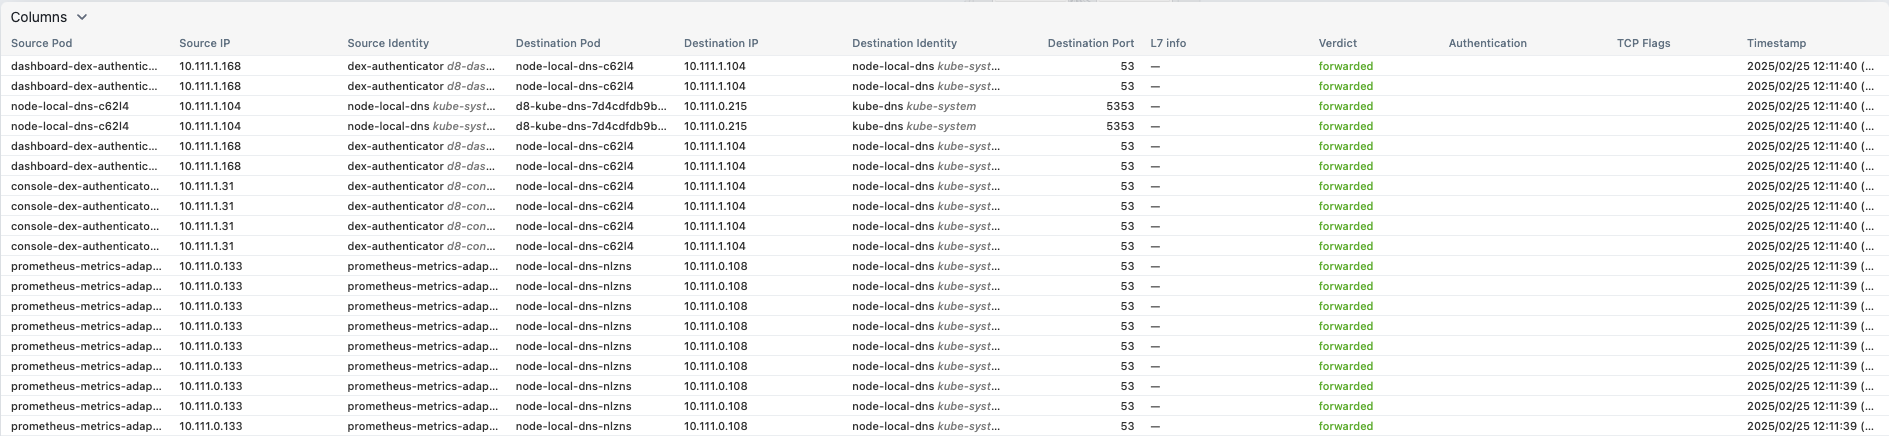 Columns
Source Pod Source IP Source Identity Destination Pod Destination IP Destination Identity Destination Port L7 info Verdict Authentication TCP Flags Timestamp
dashboard-dex-authentic... 10.111.1.168 dex-authenticator d8-das... node-local-dns-c62l4 10.111.1.104 node-local-dns kube-syst... 53 — forwarded 2025/02/25 12:11:40 (...
dashboard-dex-authentic... 10.111.1.168 dex-authenticator d8-das... node-local-dns-c62l4 10.111.1.104 node-local-dns kube-syst... 53 — forwarded 2025/02/25 12:11:40 (...
node-local-dns-c62l4 10.111.1.104 node-local-dns kube-syst... d8-kube-dns-7d4cdfdb9b... 10.111.0.215 kube-dns kube-system 5353 — forwarded 2025/02/25 12:11:40 (...
node-local-dns-c62l4 10.111.1.104 node-local-dns kube-syst... d8-kube-dns-7d4cdfdb9b... 10.111.0.215 kube-dns kube-system 5353 — forwarded 2025/02/25 12:11:40 (...
dashboard-dex-authentic... 10.111.1.168 dex-authenticator d8-das... node-local-dns-c62l4 10.111.1.104 node-local-dns kube-syst... 53 — forwarded 2025/02/25 12:11:40 (...
dashboard-dex-authentic... 10.111.1.168 dex-authenticator d8-das... node-local-dns-c62l4 10.111.1.104 node-local-dns kube-syst... 53 — forwarded 2025/02/25 12:11:40 (...
console-dex-authenticato... 10.111.1.31 dex-authenticator d8-con... node-local-dns-c62l4 10.111.1.104 node-local-dns kube-syst... 53 — forwarded 2025/02/25 12:11:40 (...
console-dex-authenticato... 10.111.1.31 dex-authenticator d8-con... node-local-dns-c62l4 10.111.1.104 node-local-dns kube-syst... 53 — forwarded 2025/02/25 12:11:40 (...
console-dex-authenticato... 10.111.1.31 dex-authenticator d8-con... node-local-dns-c62l4 10.111.1.104 node-local-dns kube-syst... 53 — forwarded 2025/02/25 12:11:40 (...
console-dex-authenticato... 10.111.1.31 dex-authenticator d8-con... node-local-dns-c62l4 10.111.1.104 node-local-dns kube-syst... 53 — forwarded 2025/02/25 12:11:40 (...
prometheus-metrics-adap... 10.111.0.133 prometheus-metrics-adap... node-local-dns-nlzns 10.111.0.108 node-local-dns kube-syst... 53 — forwarded 2025/02/25 12:11:39 (...
prometheus-metrics-adap... 10.111.0.133 prometheus-metrics-adap... node-local-dns-nlzns 10.111.0.108 node-local-dns kube-syst... 53 — forwarded 2025/02/25 12:11:39 (...
prometheus-metrics-adap... 10.111.0.133 prometheus-metrics-adap... node-local-dns-nlzns 10.111.0.108 node-local-dns kube-syst... 53 — forwarded 2025/02/25 12:11:39 (...
prometheus-metrics-adap... 10.111.0.133 prometheus-metrics-adap... node-local-dns-nlzns 10.111.0.108 node-local-dns kube-syst... 53 — forwarded 2025/02/25 12:11:39 (...
prometheus-metrics-adap... 10.111.0.133 prometheus-metrics-adap... node-local-dns-nlzns 10.111.0.108 node-local-dns kube-syst... 53 — forwarded 2025/02/25 12:11:39 (...
prometheus-metrics-adap... 10.111.0.133 prometheus-metrics-adap... node-local-dns-nlzns 10.111.0.108 node-local-dns kube-syst... 53 — forwarded 2025/02/25 12:11:39 (...
prometheus-metrics-adap... 10.111.0.133 prometheus-metrics-adap... node-local-dns-nlzns 10.111.0.108 node-local-dns kube-syst... 53 — forwarded 2025/02/25 12:11:39 (...
prometheus-metrics-adap... 10.111.0.133 prometheus-metrics-adap... node-local-dns-nlzns 10.111.0.108 node-local-dns kube-syst... 53 — forwarded 2025/02/25 12:11:39 (...
prometheus-metrics-adap... 10.111.0.133 prometheus-metrics-adap... node-local-dns-nlzns 10.111.0.108 node-local-dns kube-syst... 53 — forwarded 2025/02/25 12:11:39 (...